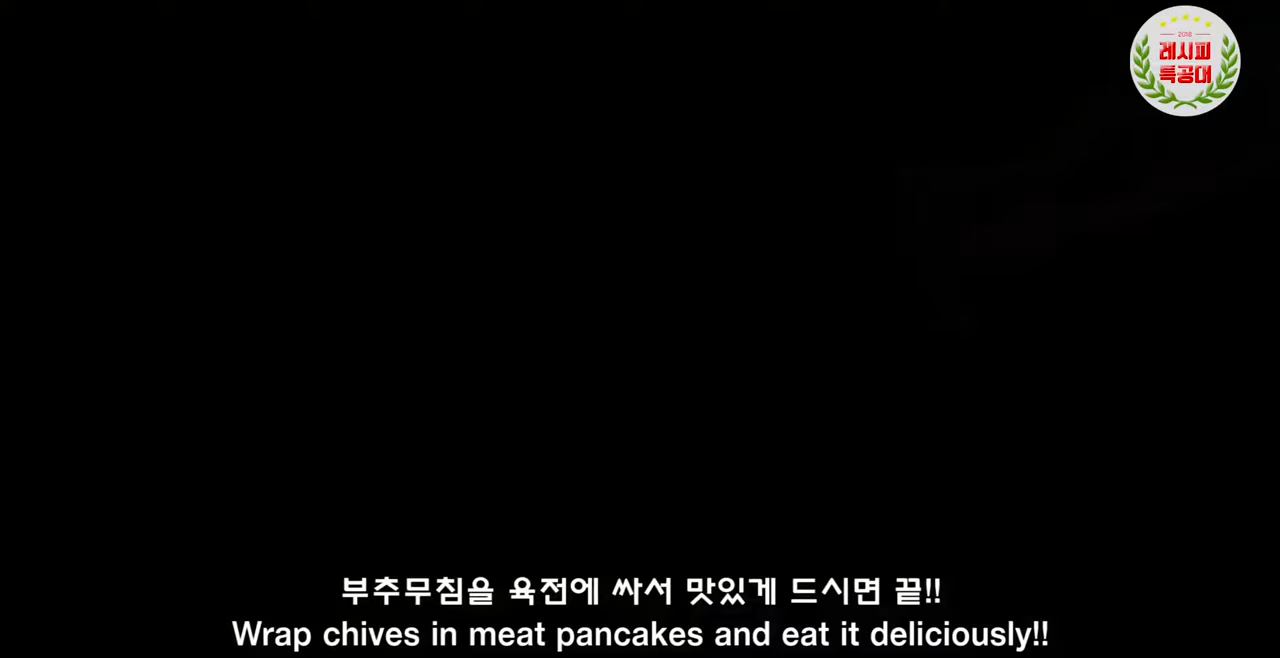 2018
레시피
특공대
부추무침을 육전에 싸서 맛있게 드시면 끝!!
Wrap chives in meat pancakes and eat it deliciously!!